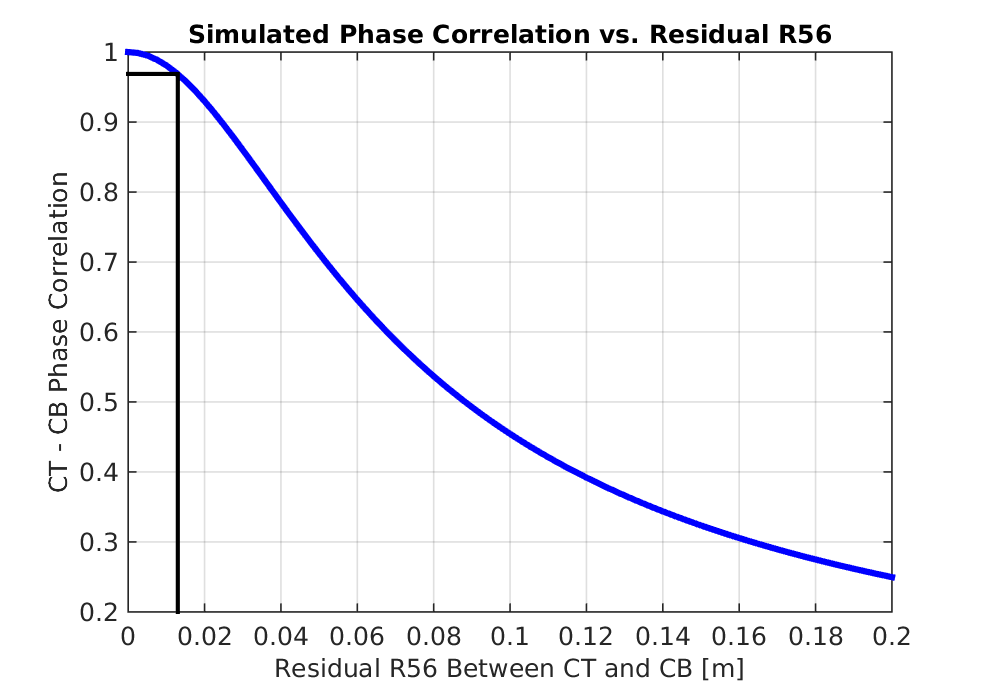 Simulated Phase Correlation vs. Residual R56
1
0.9
0.8
0.7
0.6
0.5
0.4
0.3
0.2
CT - CB Phase Correlation
0 0.02 0.04 0.06 0.08 0.1 0.12 0.14 0.16 0.18 0.2
Residual R56 Between CT and CB [m]